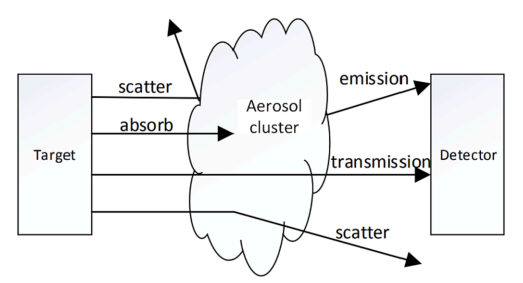 scatter
emission
Aerosol
cluster
absorb
Target
transmission
Detector
scatter